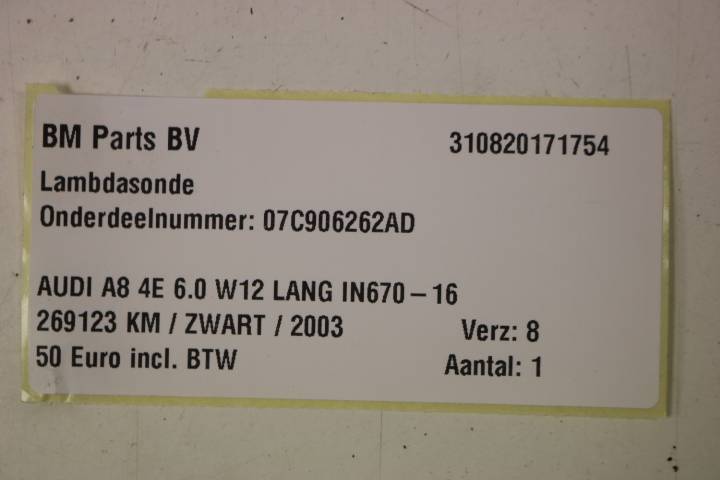 BM Parts BV 310820171754
Lambdasonde
Onderdeelnummer: 07C906262AD
AUDI A8 4E 6.0 W12 LANG IN670-16
269123 KM / ZWART / 2003 Verz: 8
50 Euro incl. BTW Aantal: 1